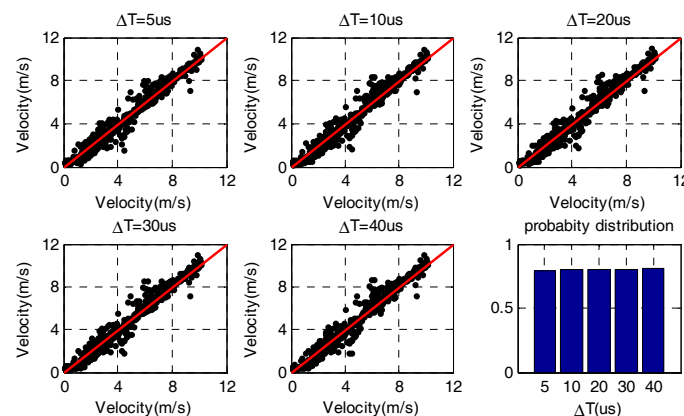 ΔT=5us
ΔT=10us
ΔT=20us
12
8
4
0
Velocity(m/s)
0 4 8 12
Velocity(m/s)
12
8
4
0
Velocity(m/s)
0 4 8 12
Velocity(m/s)
12
8
4
0
Velocity(m/s)
0 4 8 12
Velocity(m/s)
ΔT=30us
ΔT=40us
probabity distribution
12
8
4
0
Velocity(m/s)
0 4 8 12
Velocity(m/s)
12
8
4
0
Velocity(m/s)
0 4 8 12
Velocity(m/s)
1
0.5
0
5 10 20 30 40
ΔT(us)